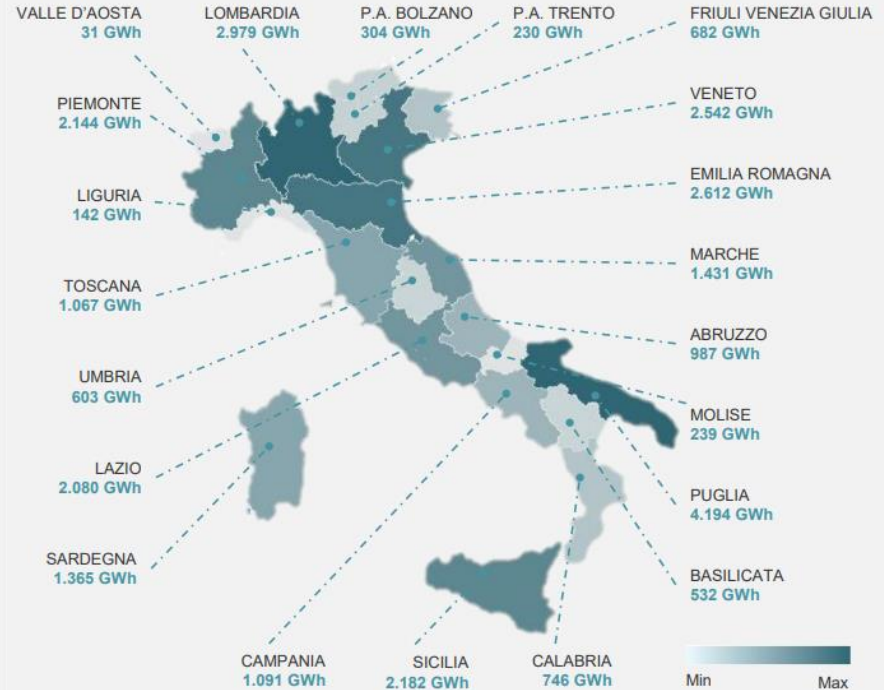 VALLE D'AOSTA
31 GWh
LOMBARDIA
2.979 GWh
P.A. BOLZANO
304 GWh
P.A. TRENTO
230 GWh
FRIULI VENEZIA GIULIA
682 GWh
PIEMONTE
2.144 GWh
VENETO
2.542 GWh
LIGURIA
142 GWh
EMILIA ROMAGNA
2.612 GWh
TOSCANA
1.067 GWh
MARCHE
1.431 GWh
UMBRIA
603 GWh
ABRUZZO
987 GWh
LAZIO
2.080 GWh
MOLISE
239 GWh
SARDEGNA
1.365 GWh
PUGLIA
4.194 GWh
BASILICATA
532 GWh
CAMPANIA
1.091 GWh
SICILIA
2.182 GWh
CALABRIA
746 GWh
Min
Max